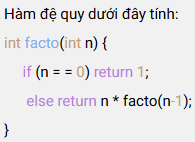 Hàm đệ quy dưới đây tính:
int facto(int n) {
if (n = = 0) return 1;
else return n * facto(n-1);
}